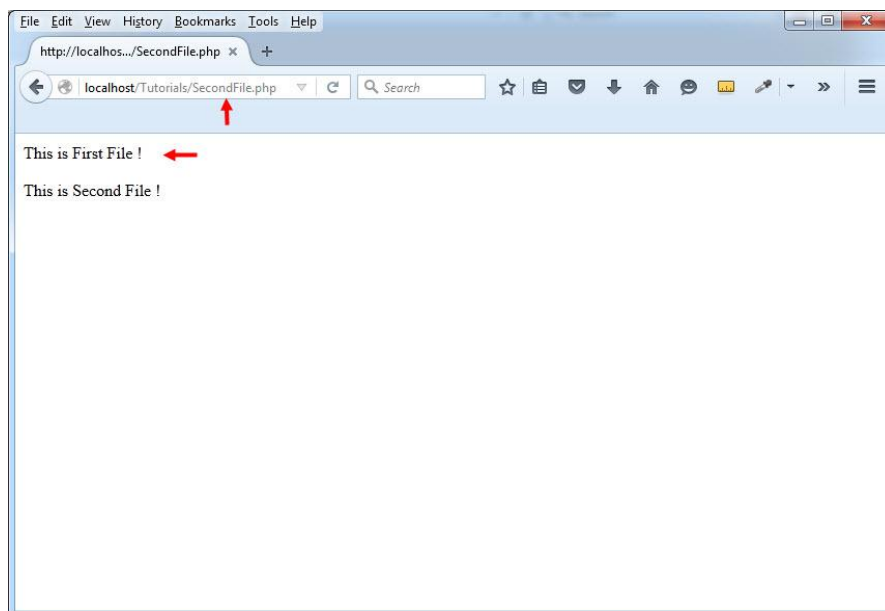 File Edit View History Bookmarks Tools Help
http://localhos.../SecondFile.php
localhost/Tutorials/SecondFile.php
Search
This is First File !
This is Second File !